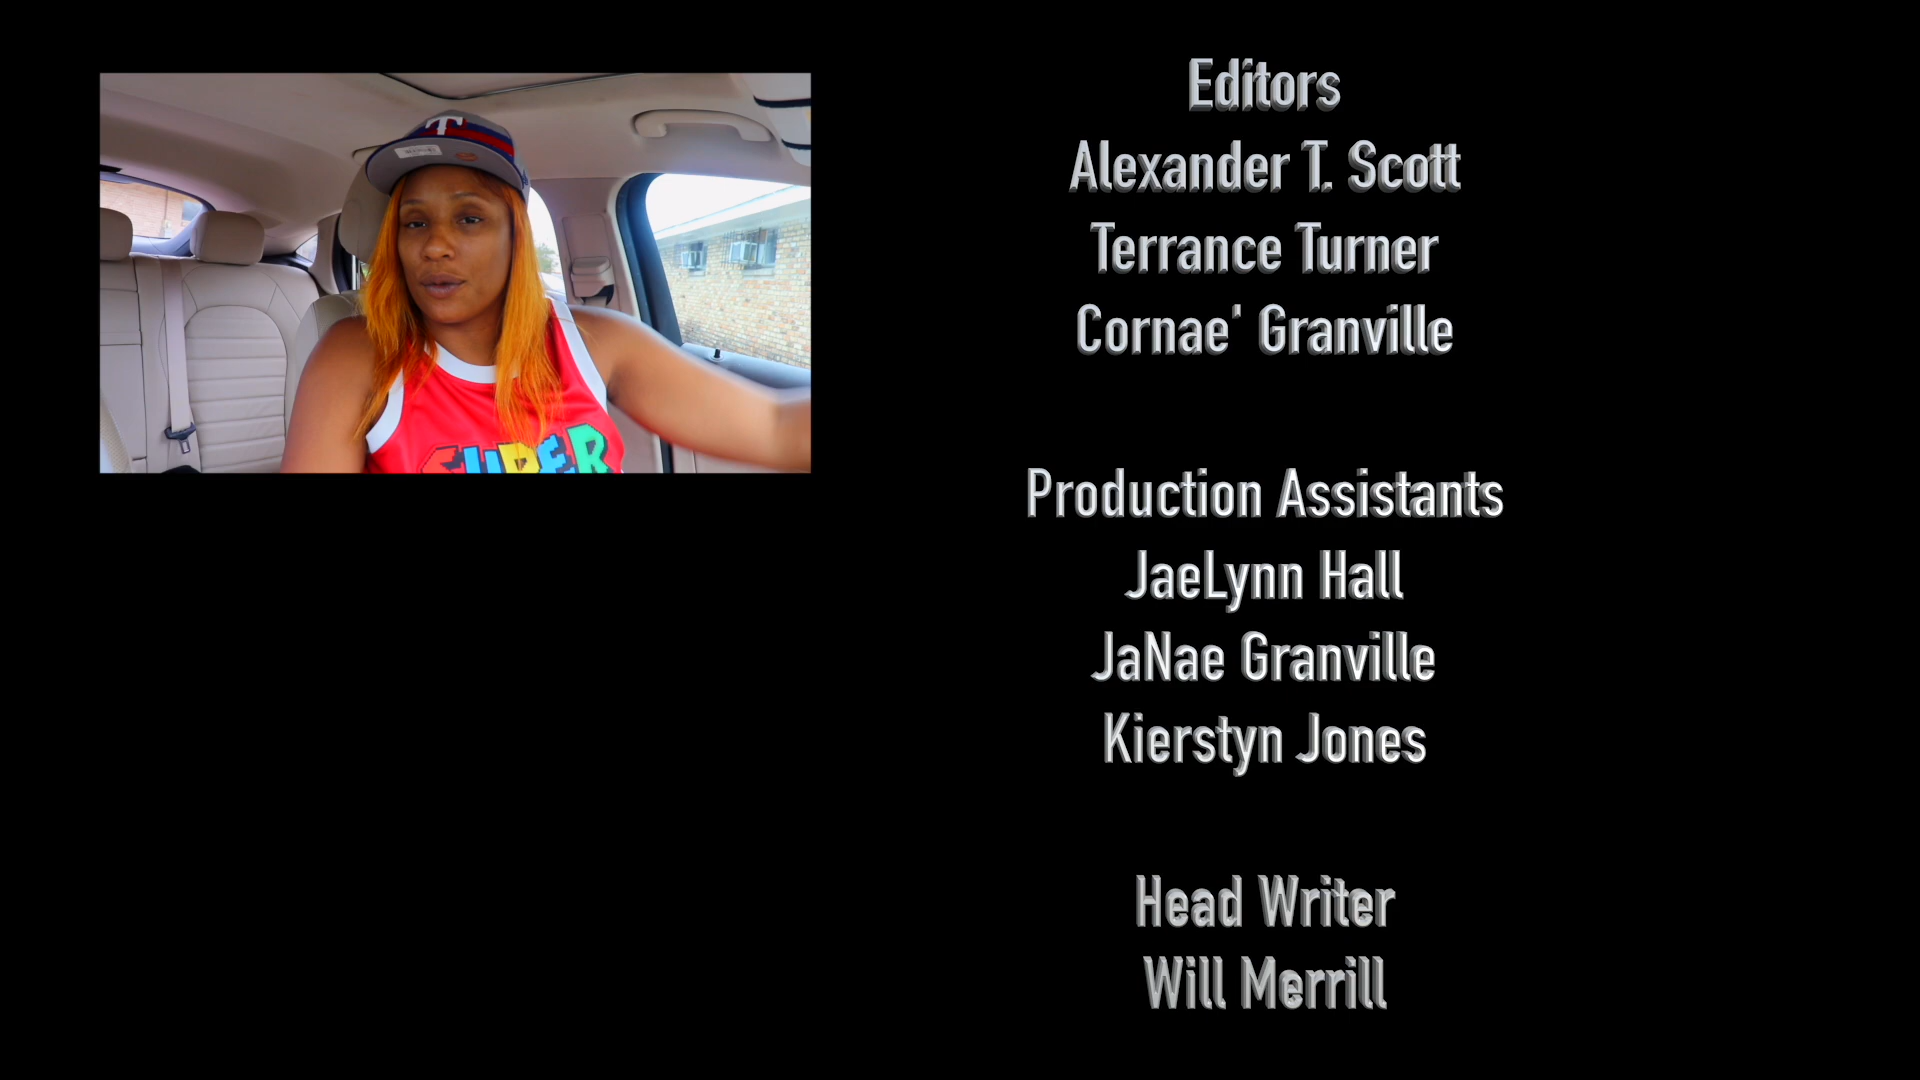 T
SUPER
Editors
Alexander T. Scott
Terrance Turner
Cornae' Granville
Production Assistants
JaeLynn Hall
JaNae Granville
Kierstyn Jones
Head Writer
Will Merrill